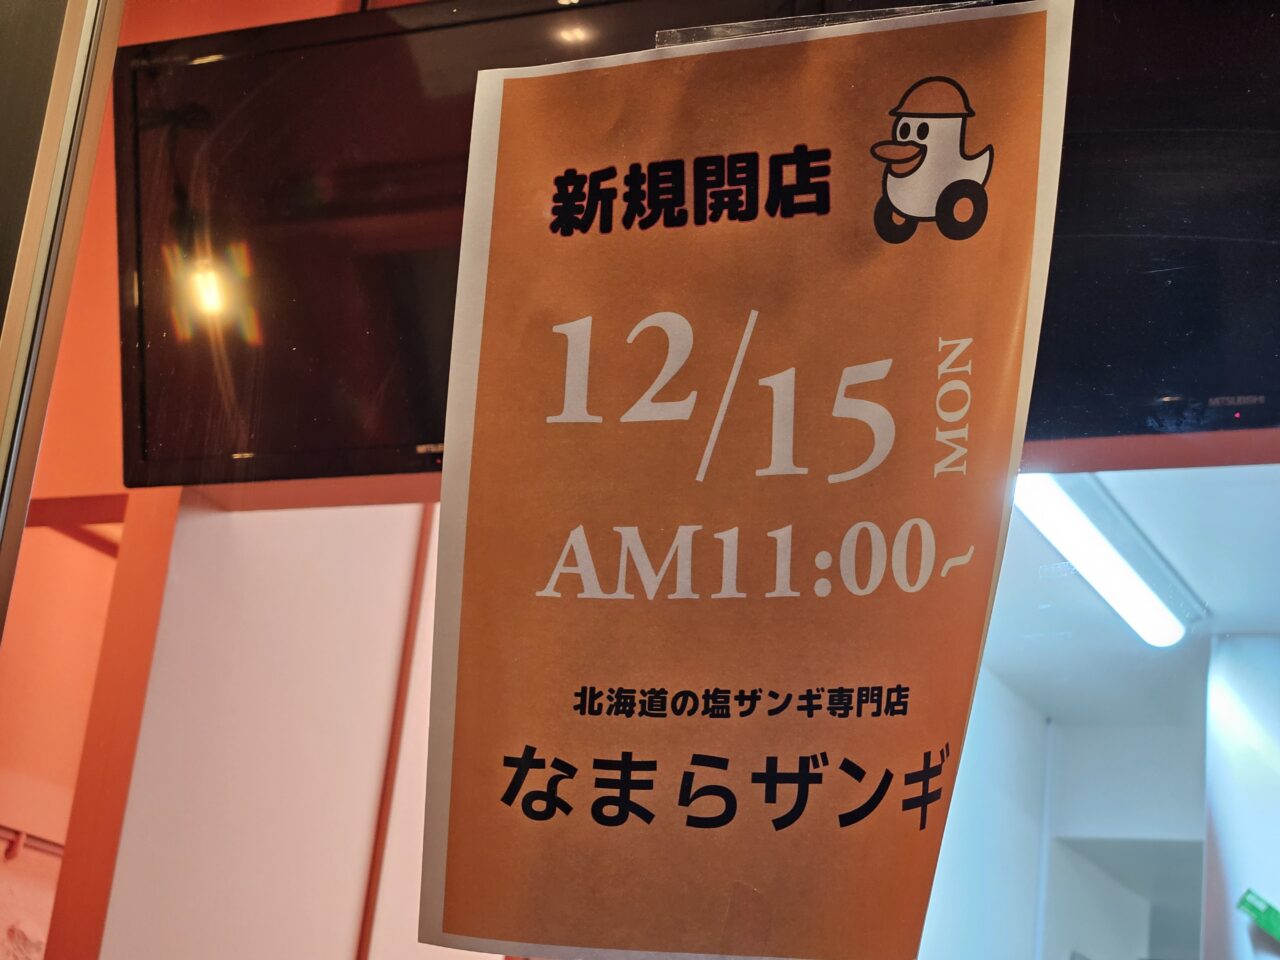 新規開店
12/15 MON
AM11:00~
北海道の塩ザンギ専門店
なまらザンギ
MITSUBISHI